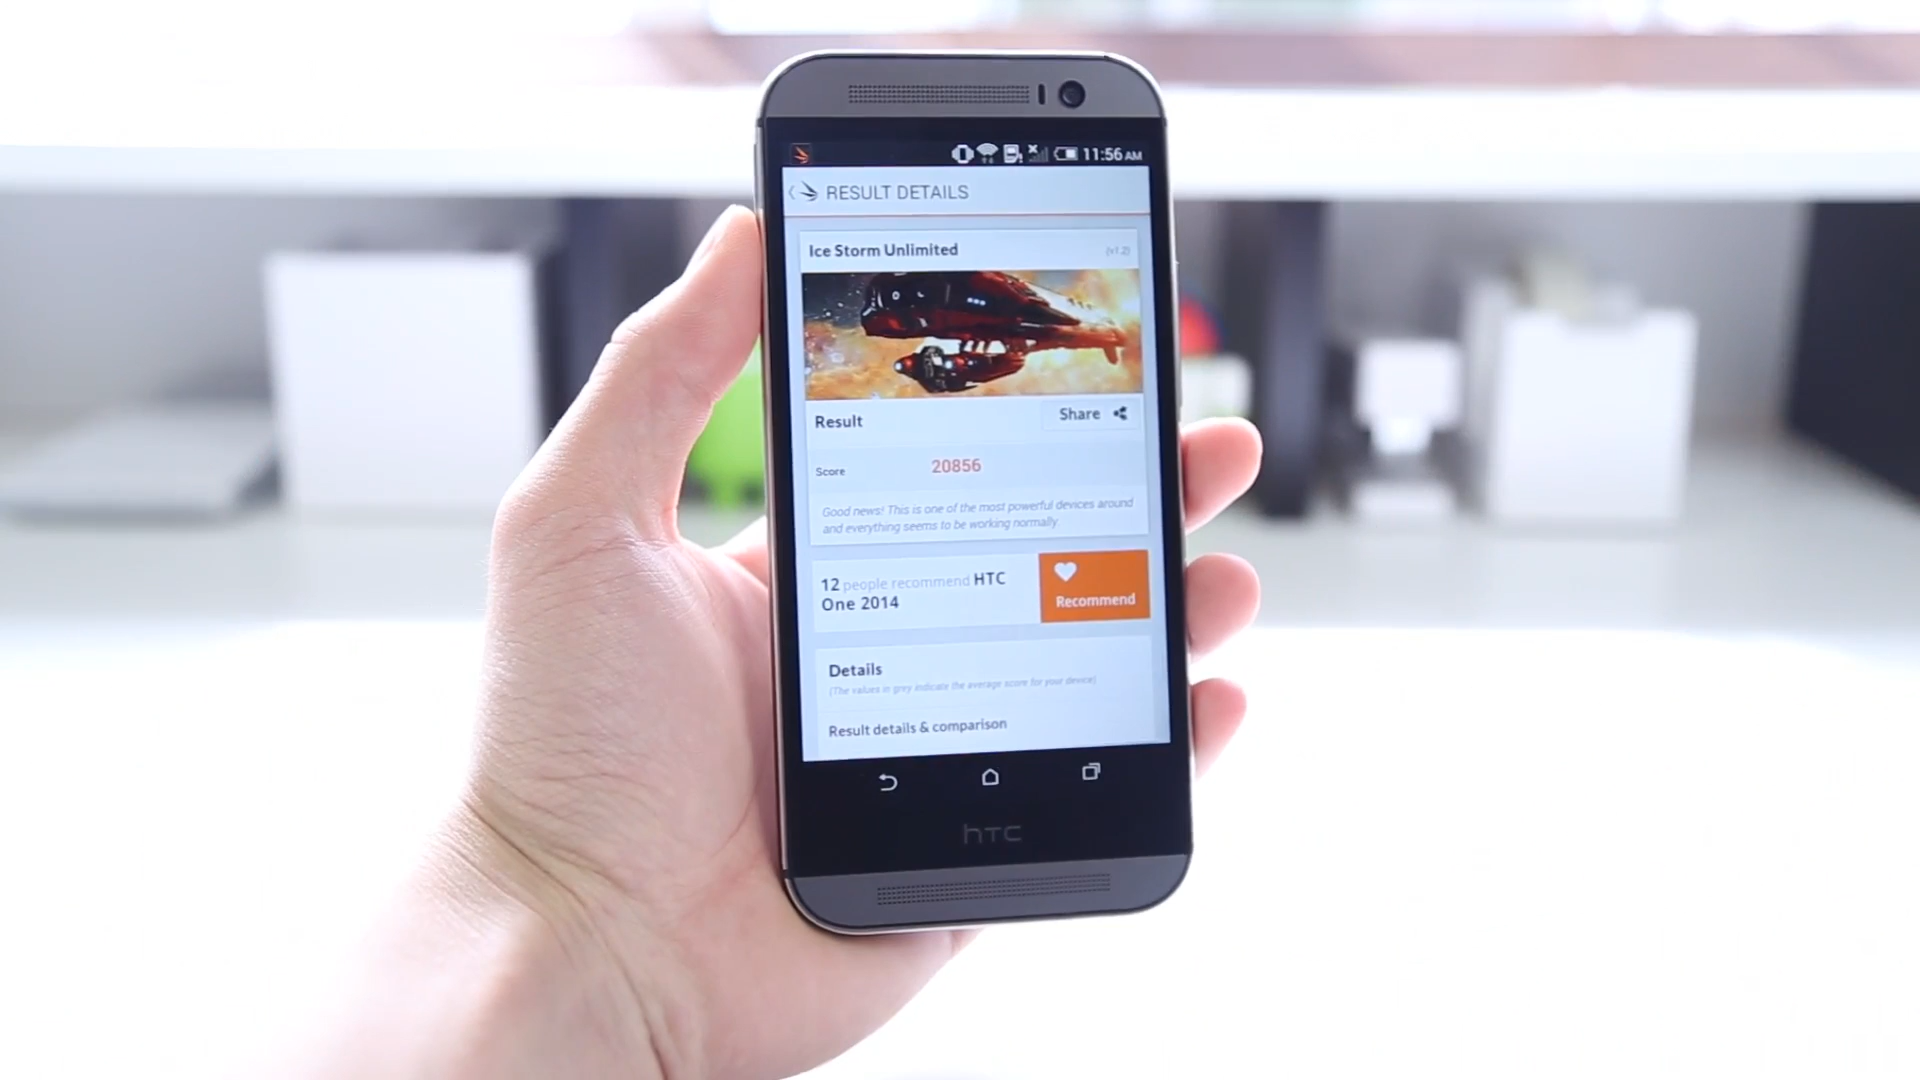 11:56 AM
RESULT DETAILS
Ice Storm Unlimited (v1.2)
Result Share
Score 20856
Good news! This is one of the most powerful devices around
and everything seems to be working normally.
12 people recommend HTC
One 2014
Recommend
Details
(The values in grey indicate the average score for your device)
Result details & comparison
hTC